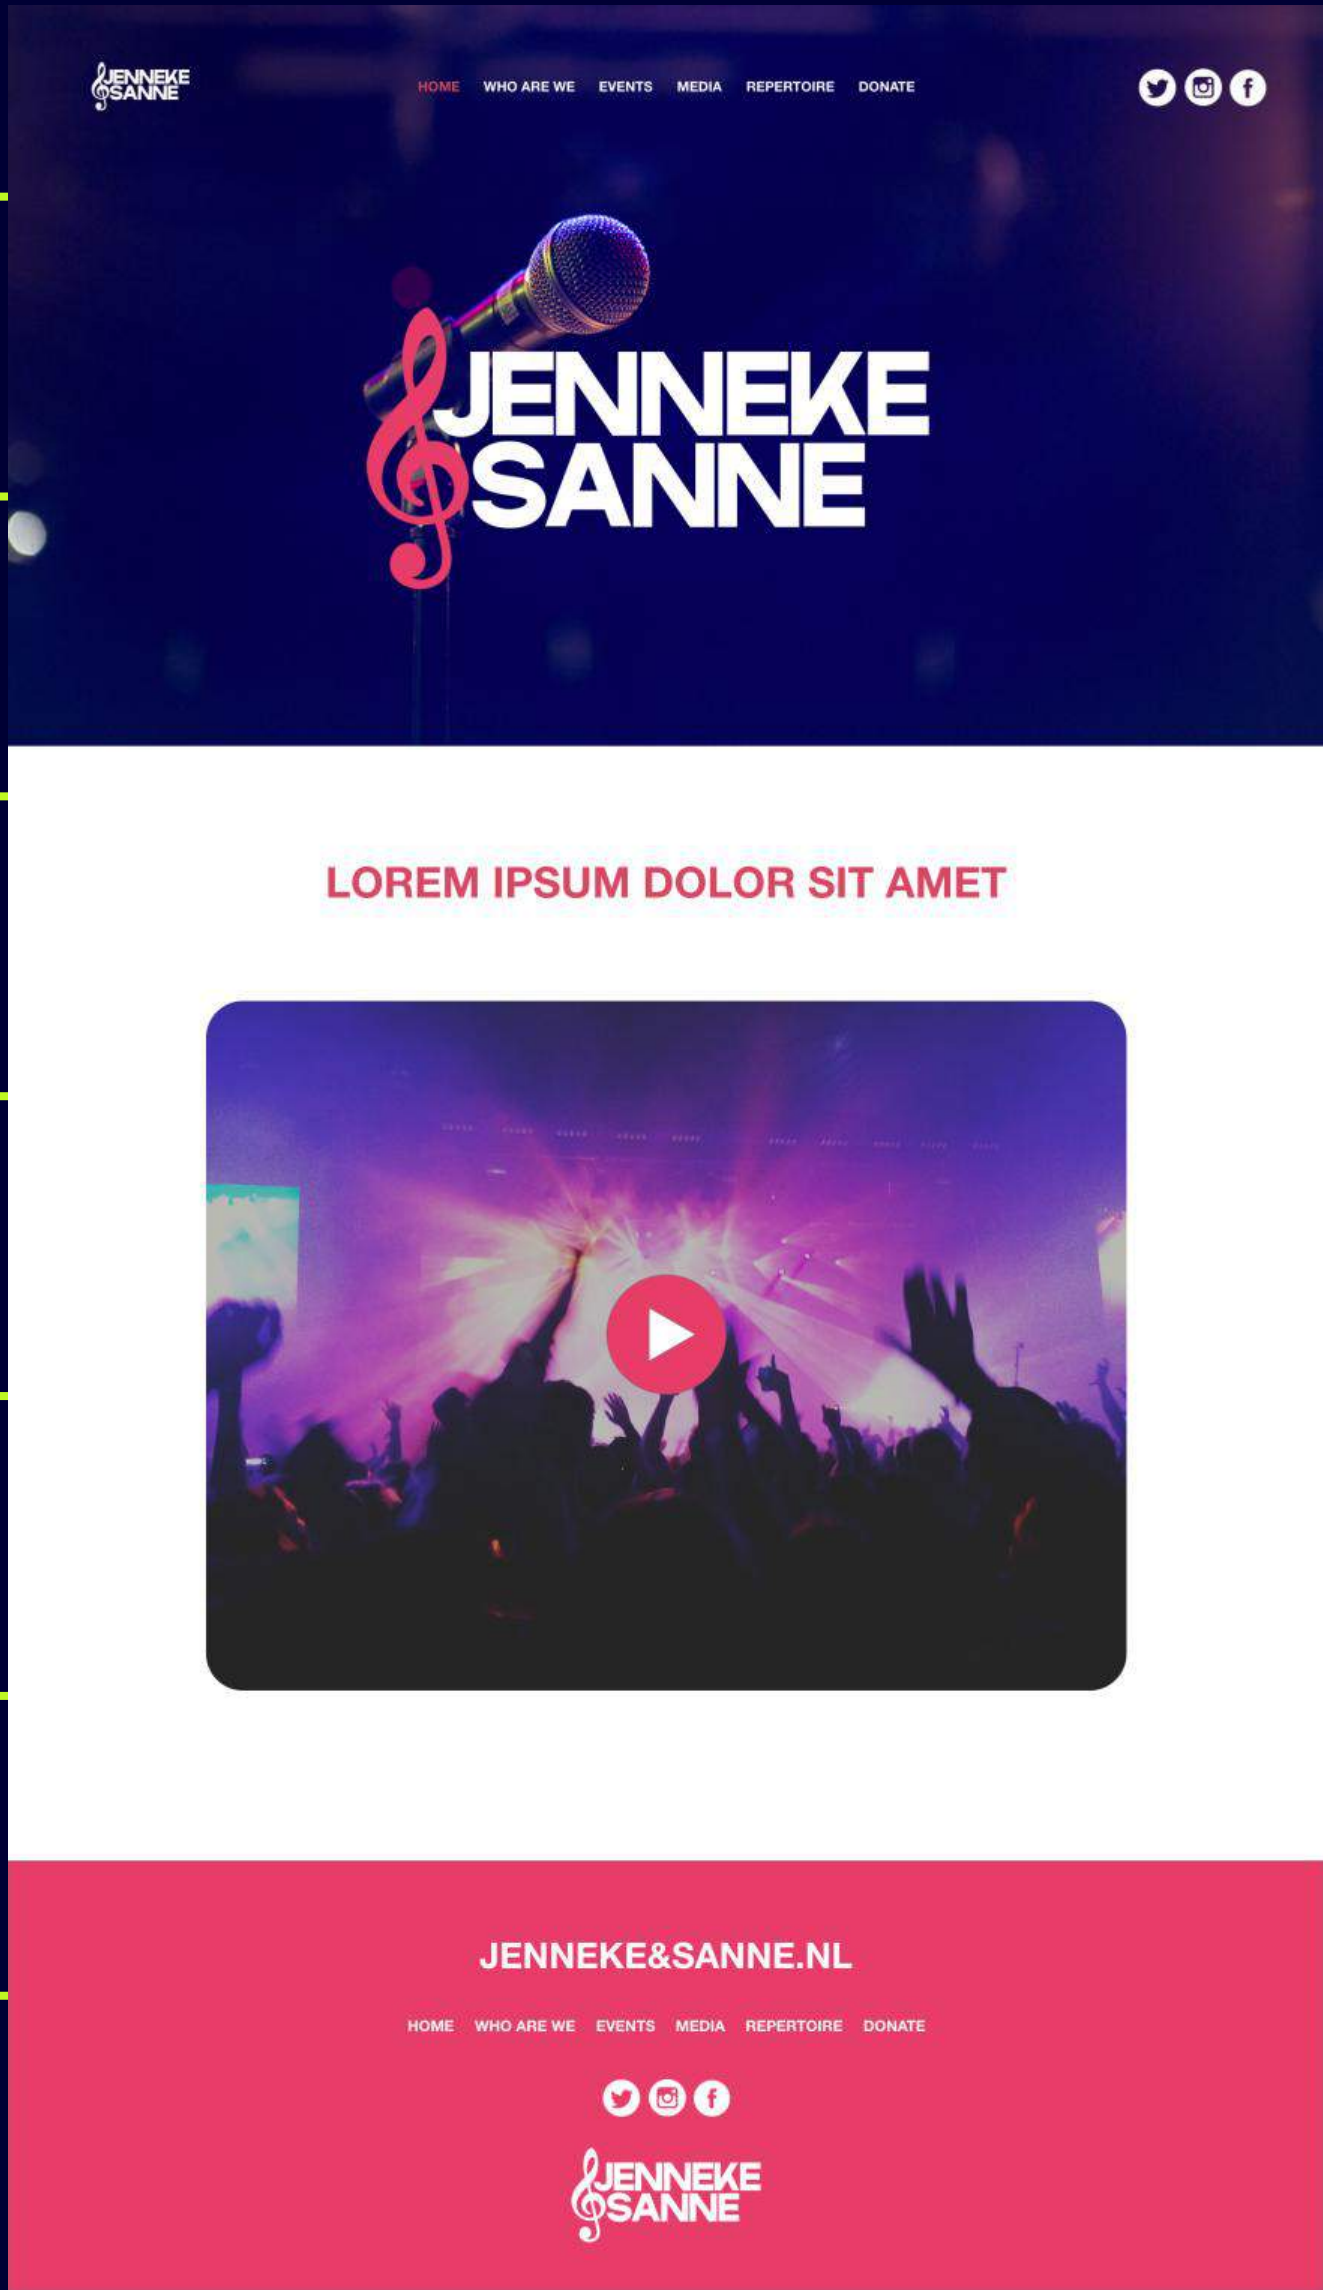 JENNEKE
SANNE
HOME WHO ARE WE EVENTS MEDIA REPERTOIRE DONATE
JENNEKE
SANNE
LOREM IPSUM DOLOR SIT AMET
JENNEKE&SANNE.NL
HOME WHO ARE WE EVENTS MEDIA REPERTOIRE DONATE
JENNEKE
SANNE